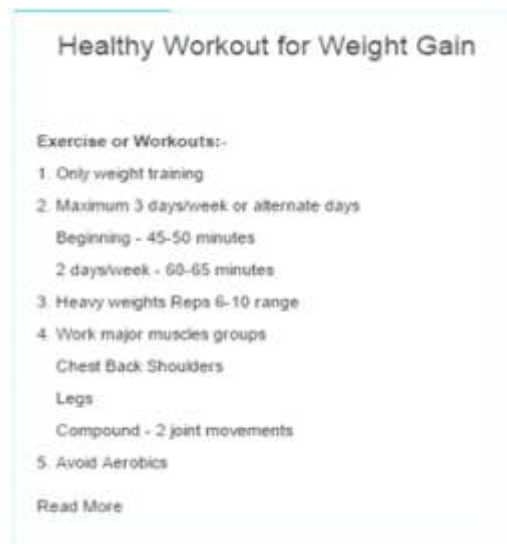 Healthy Workout for Weight Gain
Exercise or Workouts:-
1. Only weight training
2. Maximum 3 days/week or alternate days
Beginning - 45-50 minutes
2 days/week - 60-65 minutes
3. Heavy weights Reps 6-10 range
4. Work major muscles groups
Chest Back Shoulders
Legs
Compound - 2 joint movements
5. Avoid Aerobics
Read More